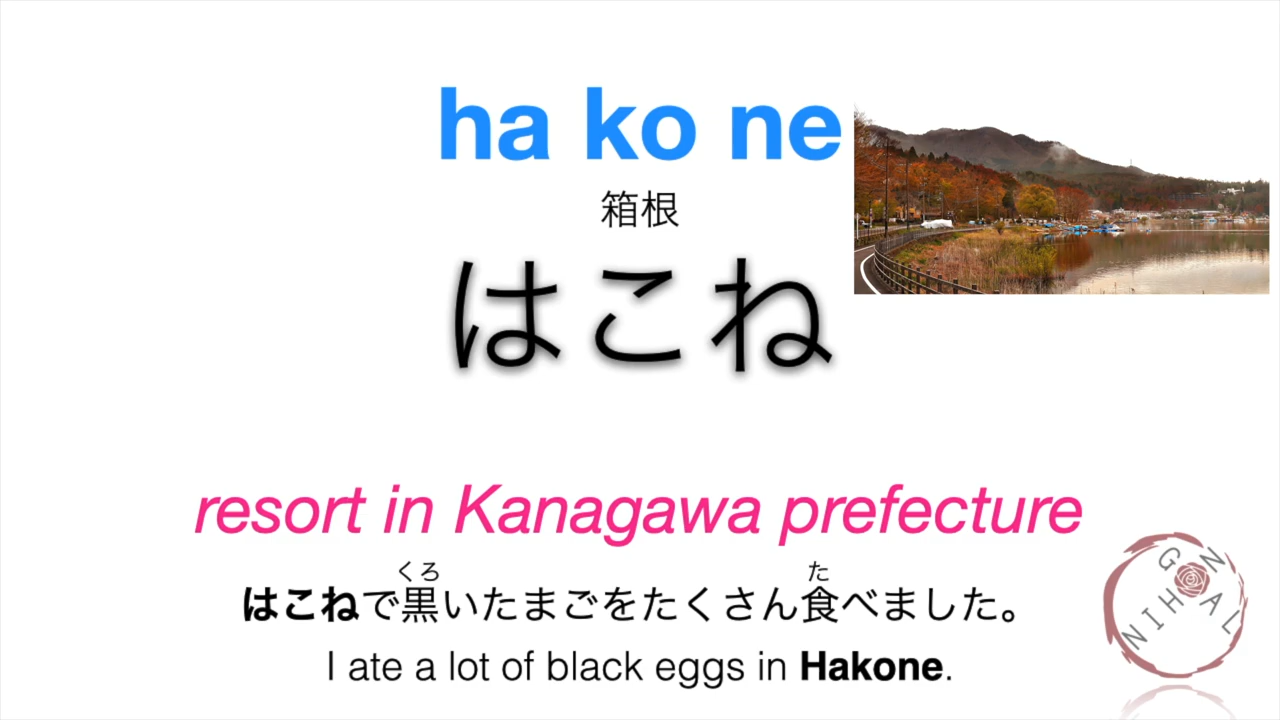 ha ko ne
箱根
はこね
resort in Kanagawa prefecture
くろ た
はこねで黒いたまごをたくさん食べました。
I ate a lot of black eggs in Hakone.
NIHON GAL